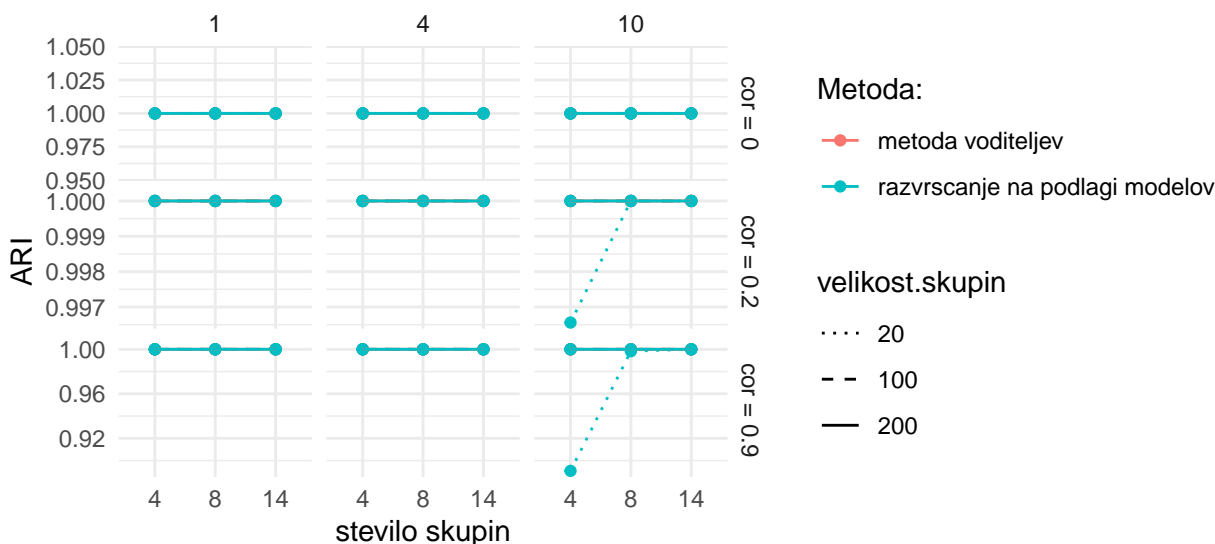 1 4 10
1.050
1.025
1.000
0.975
0.950
cor = 0
1.000
0.999
0.998
0.997
cor = 0.2
1.00
0.96
0.92
cor = 0.9
ARI
4 8 14 4 8 14 4 8 14
stevilo skupin
Metoda:
metoda voditeljev
razvrscanje na podlagi modelov
velikost.skupin
20
100
200